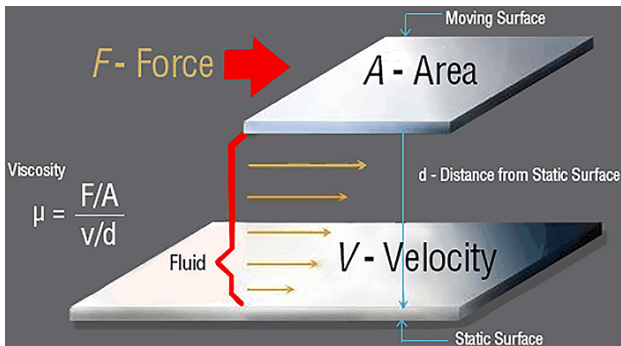 Moving Surface
F - Force
A - Area
Viscosity
μ = F/A
v/d
d - Distance from Static Surface
Fluid
V - Velocity
Static Surface